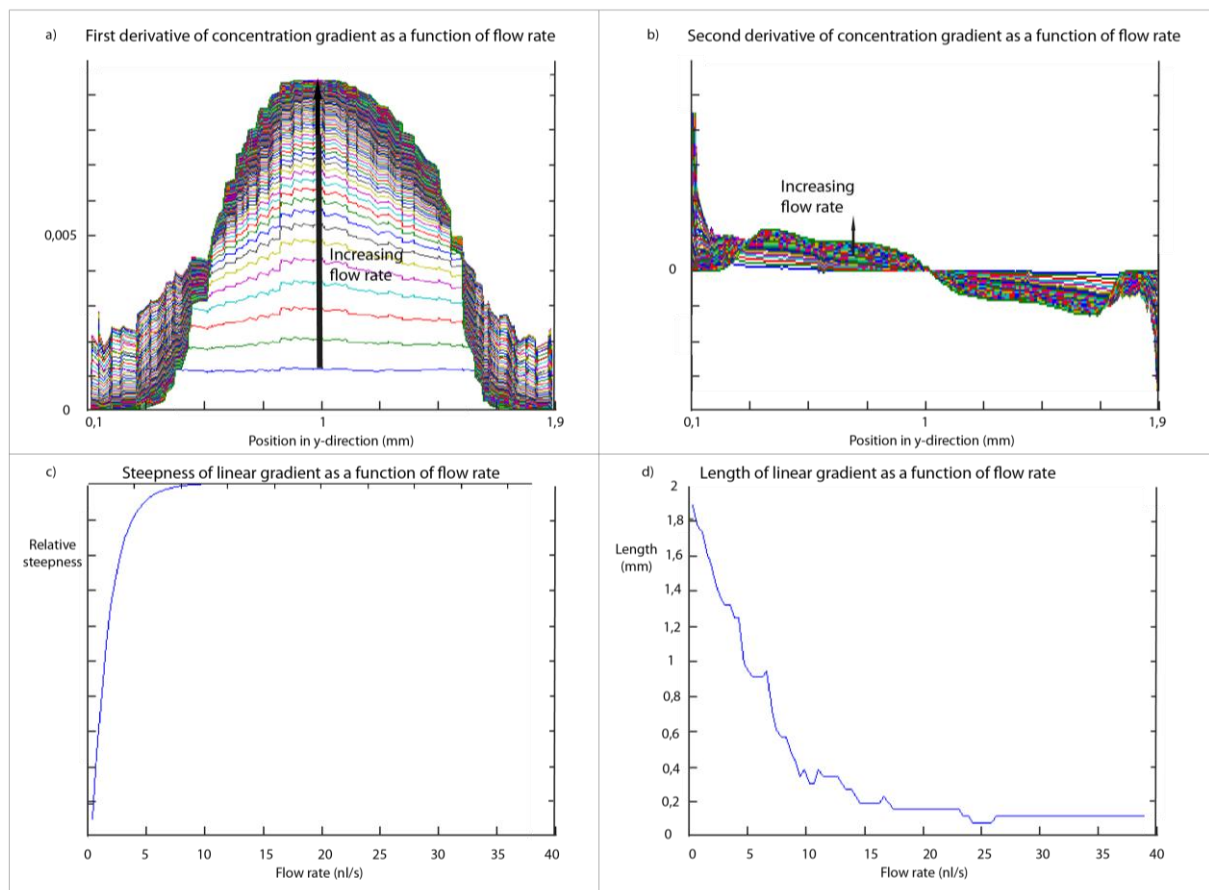 a) First derivative of concentration gradient as a function of flow rate
0,005
0
Increasing
flow rate
0,1
1
1,9
Position in y-direction (mm)
b) Second derivative of concentration gradient as a function of flow rate
0
Increasing
flow rate
0,1
1
1,9
Position in y-direction (mm)
c) Steepness of linear gradient as a function of flow rate
Relative
steepness
0 5 10 15 20 25 30 35 40
Flow rate (nl/s)
d) Length of linear gradient as a function of flow rate
Length
(mm)
2
1,8
1,6
1,4
1,2
1
0,8
0,6
0,4
0,2
0
0 5 10 15 20 25 30 35 40
Flow rate (nl/s)